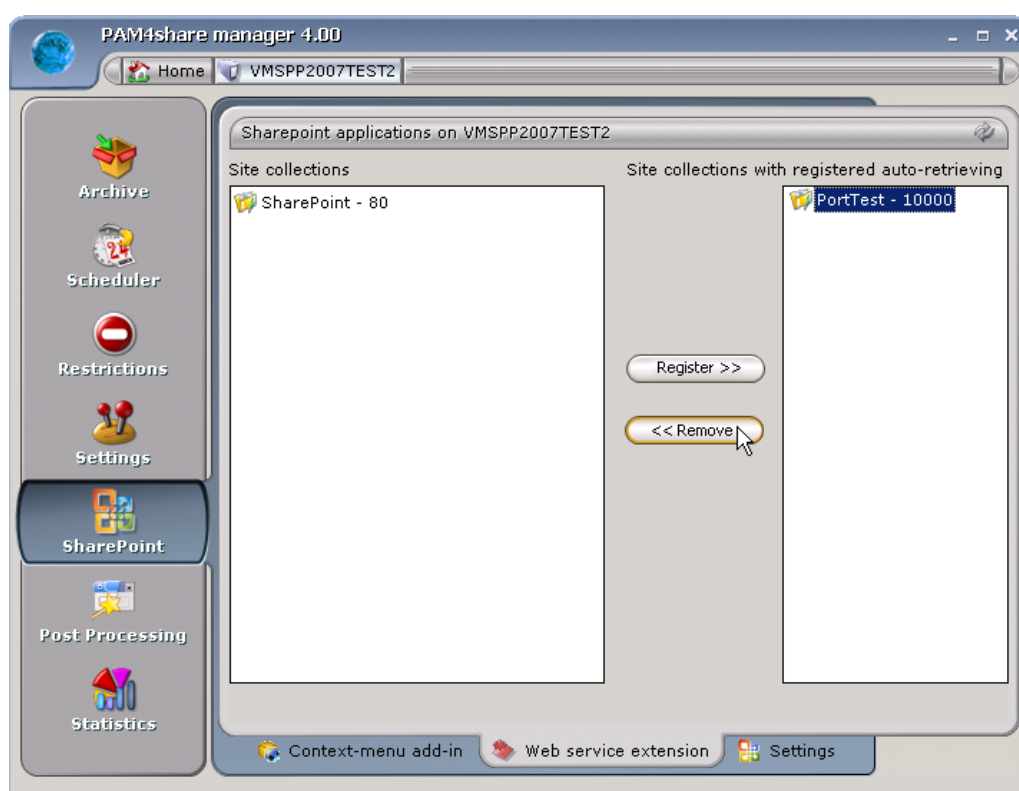 PAM4share manager 4.00
Home
VMSPP2007TEST2
Sharepoint applications on VMSPP2007TEST2
Site collections
Site collections with registered auto-retrieving
SharePoint - 80
PortTest - 10000
Register >>
<< Remove
Archive
24
Scheduler
Restrictions
Settings
SharePoint
Post Processing
Statistics
Context-menu add-in
Web service extension
Settings